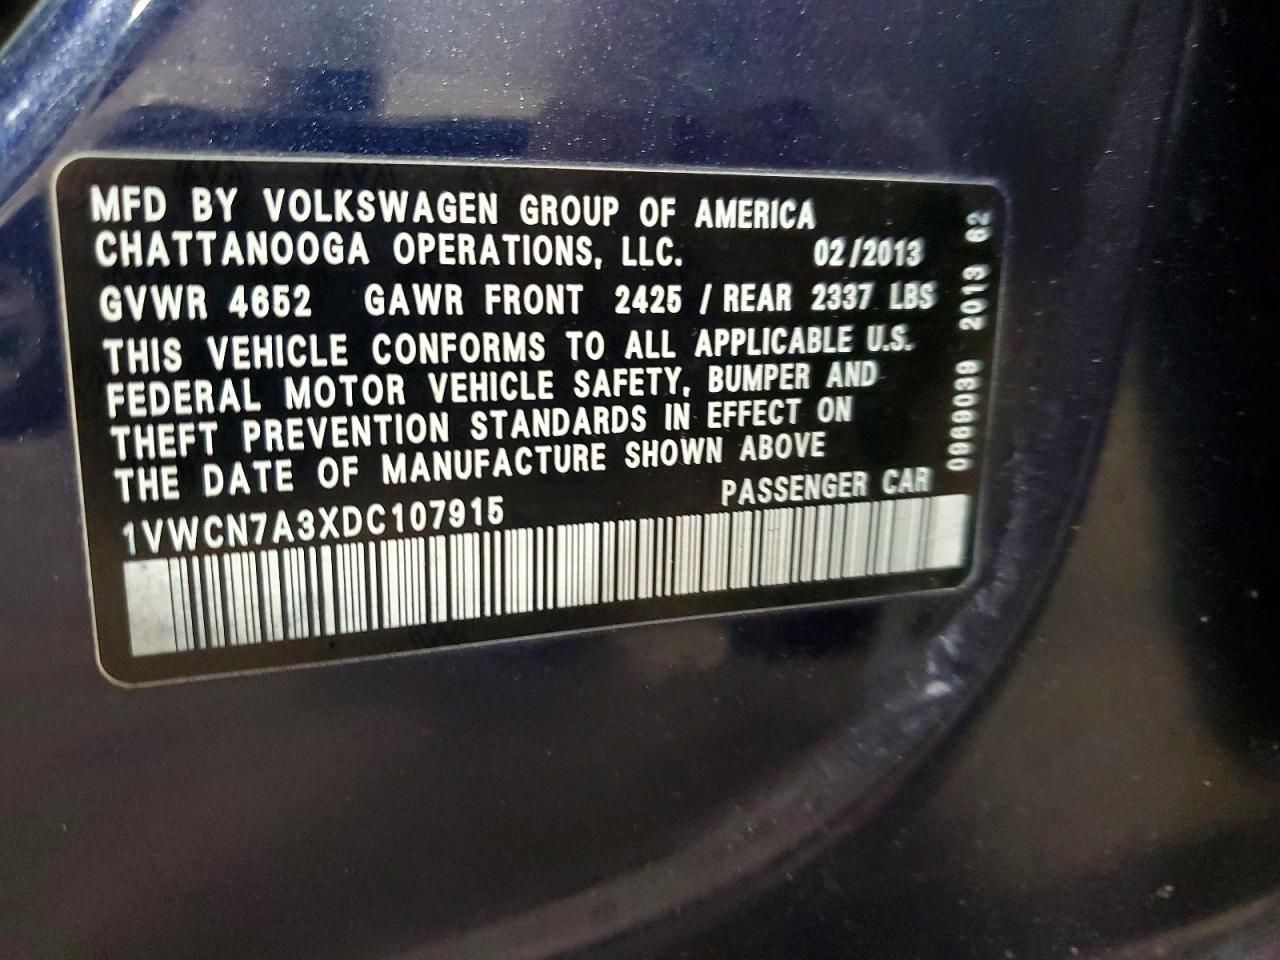 MFD BY VOLKSWAGEN GROUP OF AMERICA
CHATTANOOGA OPERATIONS, LLC. 02/2013
GVWR 4652 GAWR FRONT 2425 / REAR 2337 LBS
THIS VEHICLE CONFORMS TO ALL APPLICABLE U.S.
FEDERAL MOTOR VEHICLE SAFETY, BUMPER AND
THEFT PREVENTION STANDARDS IN EFFECT ON
THE DATE OF MANUFACTURE SHOWN ABOVE
PASSENGER CAR
1VWCN7A3XDC107915
0969039 2013 62